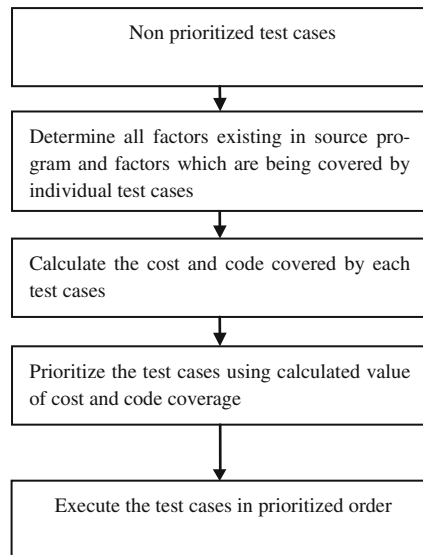 Non prioritized test cases
Determine all factors existing in source pro-
gram and factors which are being covered by
individual test cases
Calculate the cost and code covered by each
test cases
Prioritize the test cases using calculated value
of cost and code coverage
Execute the test cases in prioritized order